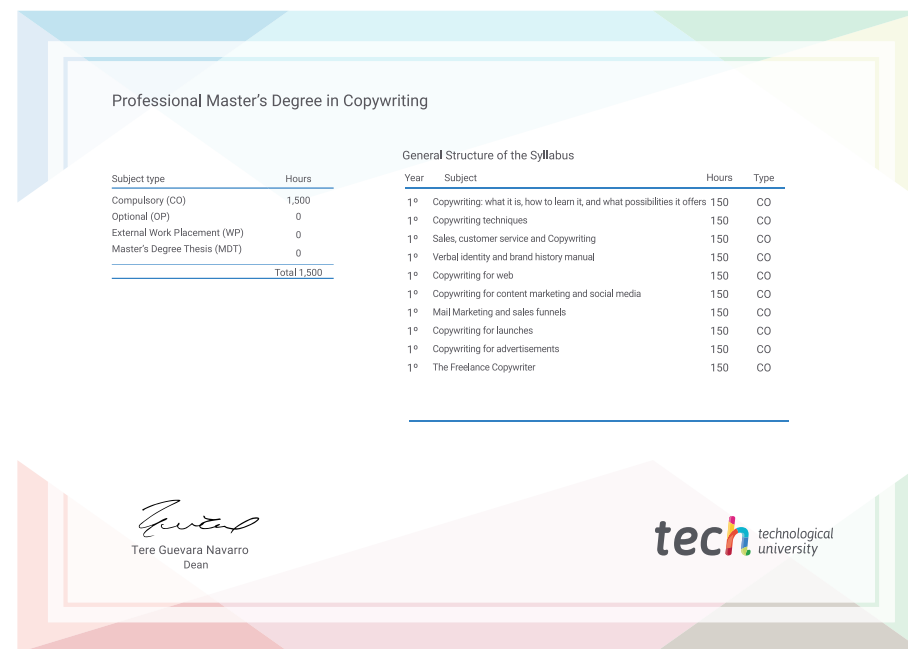 Professional Master's Degree in Copywriting
General Structure of the Syllabus
Subject type Hours
Compulsory (CO) 1,500
Optional (OP) 0
External Work Placement (WP) 0
Master's Degree Thesis (MDT) 0
Total 1,500
Year Subject Hours Type
1º Copywriting: what it is, how to learn it, and what possibilities it offers 150 CO
1º Copywriting techniques 150 CO
1º Sales, customer service and Copywriting 150 CO
1º Verbal identity and brand history manual 150 CO
1º Copywriting for web 150 CO
1º Copywriting for content marketing and social media 150 CO
1º Mail Marketing and sales funnels 150 CO
1º Copywriting for launches 150 CO
1º Copywriting for advertisements 150 CO
1º The Freelance Copywriter 150 CO
Tere Guevara Navarro
Dean
tech technological
university